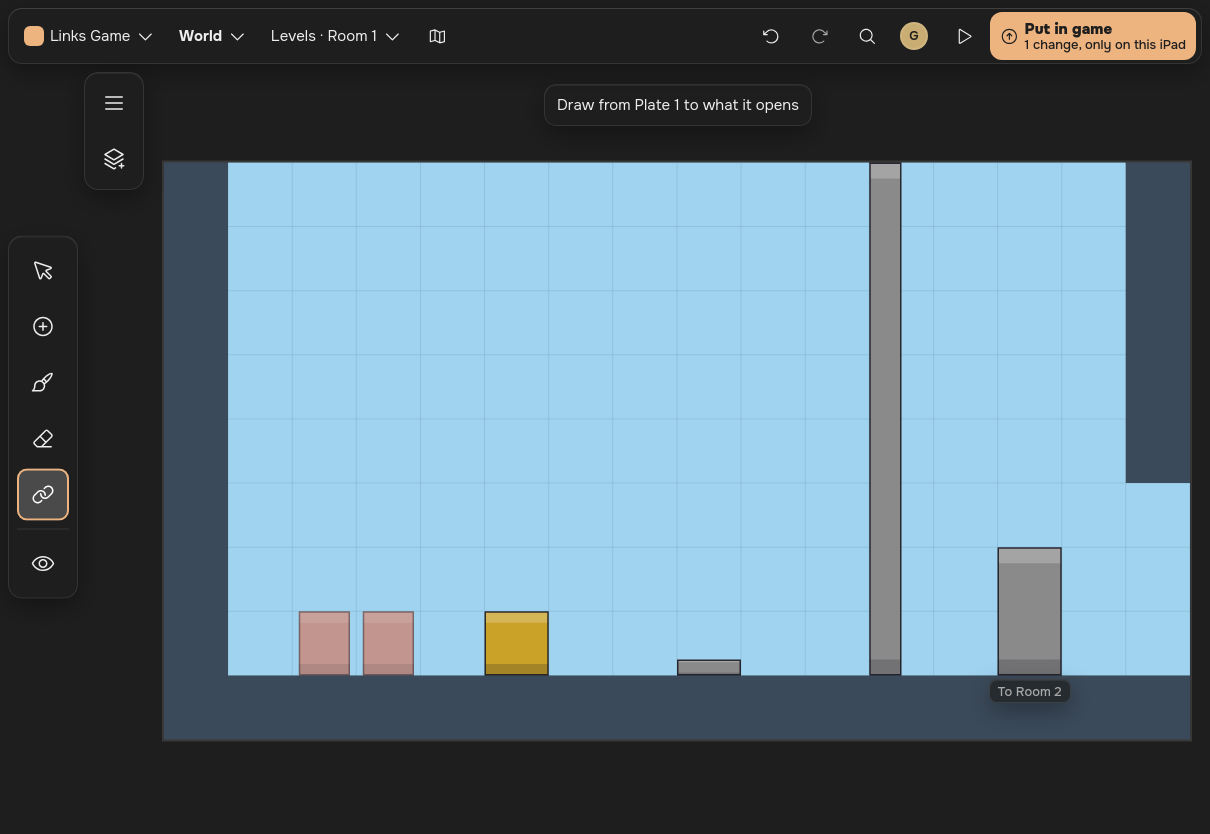 Links Game
World
Levels · Room 1
G
Put in game
1 change, only on this iPad
Draw from Plate 1 to what it opens
To Room 2